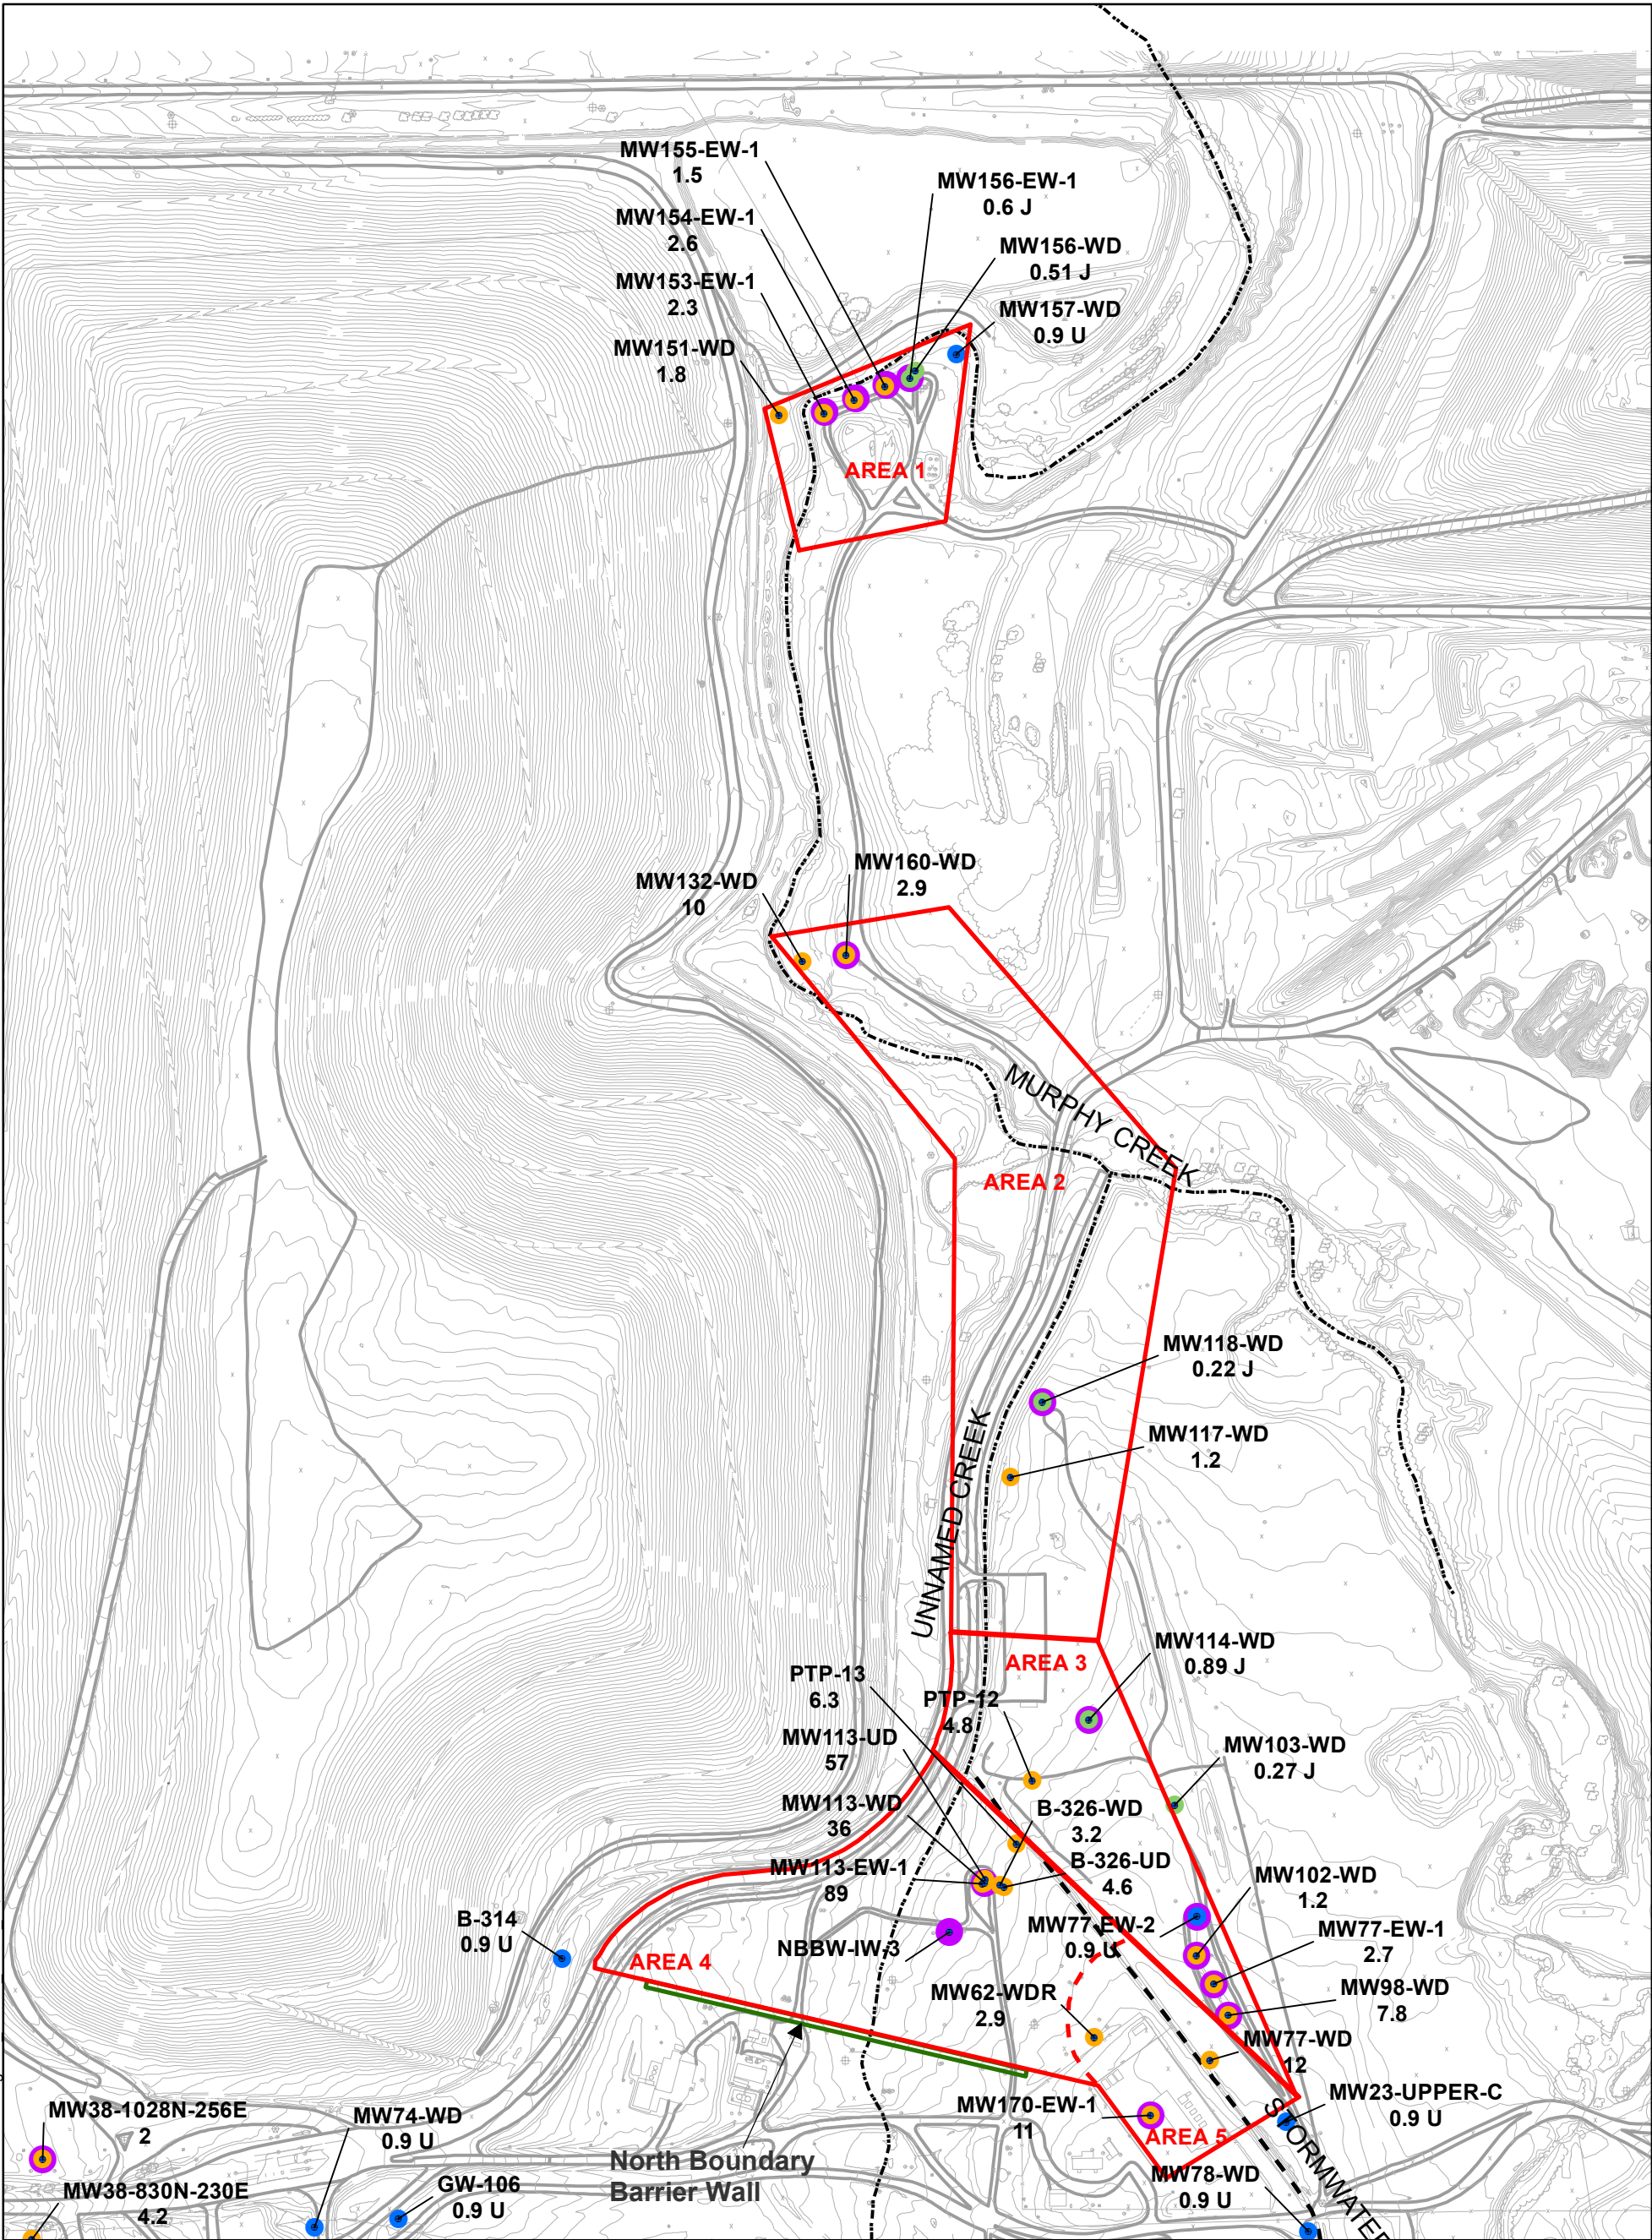 MW155-EW-1
1.5
MW156-EW-1
0.6 J
MW154-EW-1
2.6
MW156-WD
0.51 J
MW153-EW-1
2.3
MW157-WD
0.9 U
MW151-WD
1.8
AREA 1
MW160-WD
2.9
MW132-WD
10
MURPHY CREEK
AREA 2
MW118-WD
0.22 J
MW117-WD
1.2
UNNAMED CREEK
MW114-WD
0.89 J
AREA 3
PTP-13
6.3
PTP-12
4.8
MW113-UD
57
MW103-WD
0.27 J
MW113-WD
36
B-326-WD
3.2
MW113-EW-1
89
B-326-UD
4.6
MW102-WD
1.2
B-314
0.9 U
MW77-EW-2
0.9 U
MW77-EW-1
2.7
NBBW-IW-3
AREA 4
MW62-WDR
2.9
MW98-WD
7.8
MW77-WD
12
MW23-UPPER-C
0.9 U
MW170-EW-1
11
AREA 5
STORMWATER
MW38-1028N-256E
2
MW74-WD
0.9 U
North Boundary
Barrier Wall
MW78-WD
0.9 U
GW-106
0.9 U
MW38-830N-230E
4.2